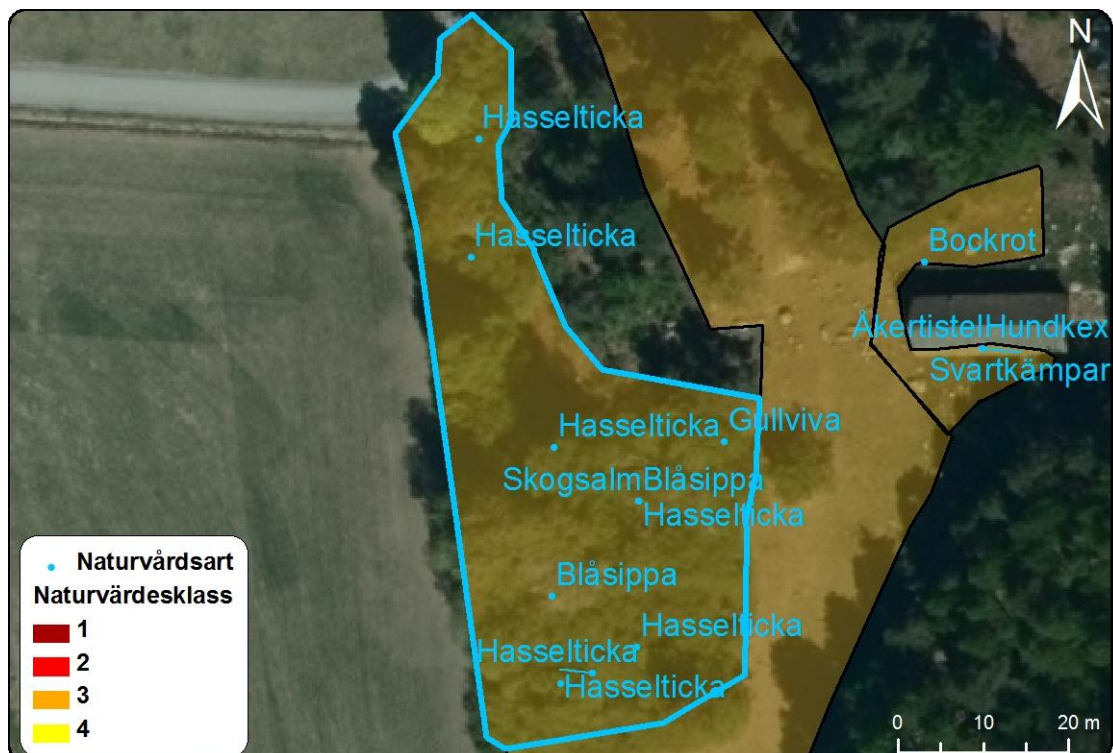 N
Hasselticka
Hasselticka
Bockrot
ÅkertistelHundkex
Svartkämpar
Hasselticka
Gullviva
SkogsalmBlåsippa
Hasselticka
Blåsippa
Hasselticka
Hasselticka
Hasselticka
Naturvårdsart
Naturvärdesklass
1
2
3
4
0 10 20 m